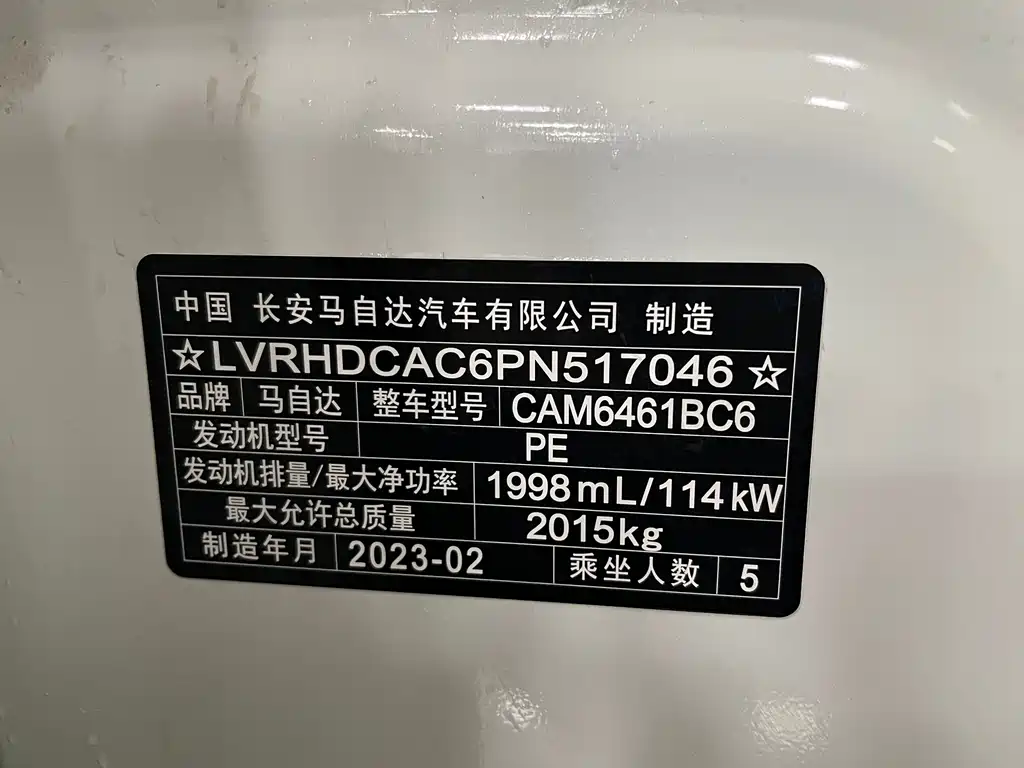 中国 长安马自达汽车有限公司 制造
☆LVRHDCAC6PN517046☆
品牌 马自达 整车型号 CAM6461BC6
发动机型号 PE
发动机排量/最大净功率 1998mL/114kW
最大允许总质量 2015kg
制造年月 2023-02 乘坐人数 5